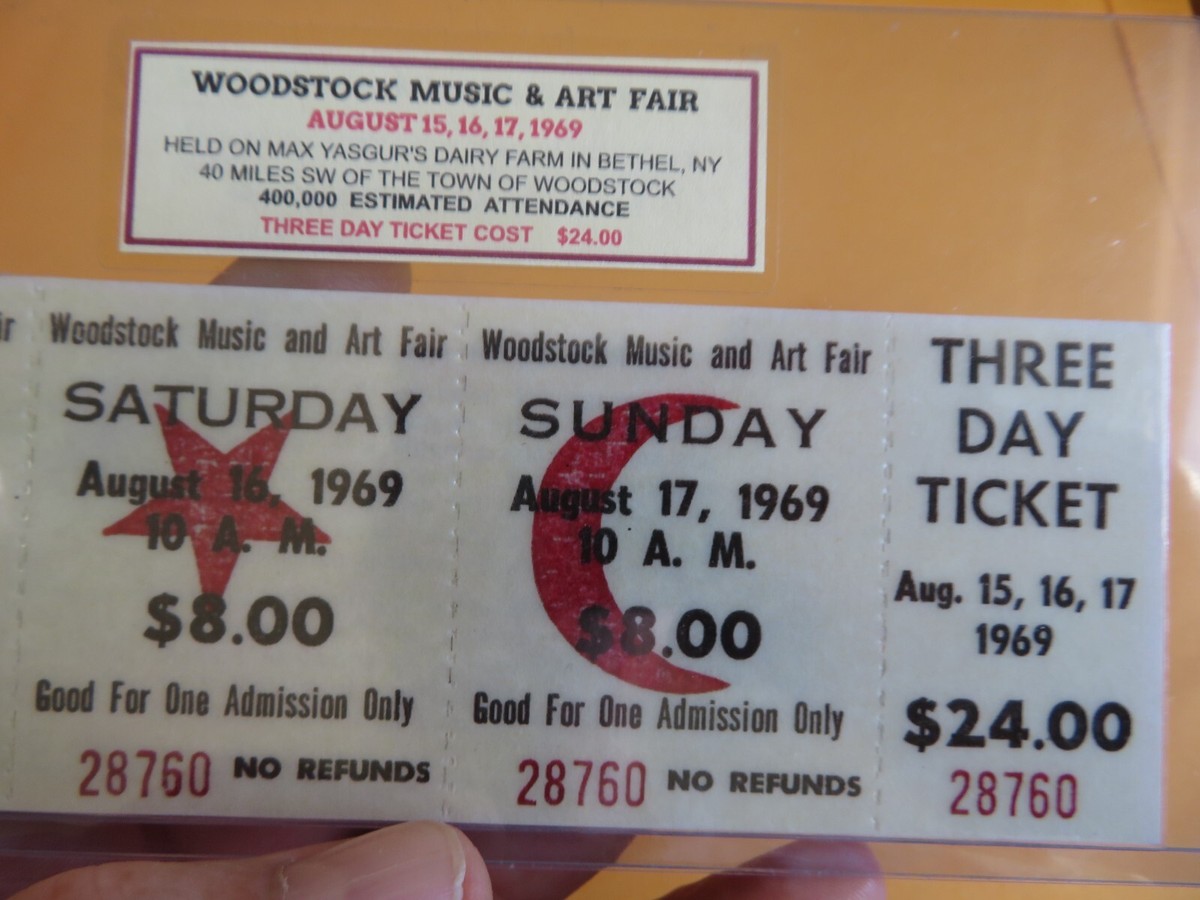 WOODSTOCK MUSIC & ART FAIR
AUGUST 15, 16, 17, 1969
HELD ON MAX YASGUR'S DAIRY FARM IN BETHEL, NY
40 MILES SW OF THE TOWN OF WOODSTOCK
400,000 ESTIMATED ATTENDANCE
THREE DAY TICKET COST $24.00
ir
Woodstock Music and Art Fair
SATURDAY
August 16, 1969
10 A. M.
$8.00
Good For One Admission Only
28760 NO REFUNDS
Woodstock Music and Art Fair
SUNDAY
August 17, 1969
10 A. M.
$8.00
Good For One Admission Only
28760 NO REFUNDS
THREE
DAY
TICKET
Aug. 15, 16, 17
1969
$24.00
28760